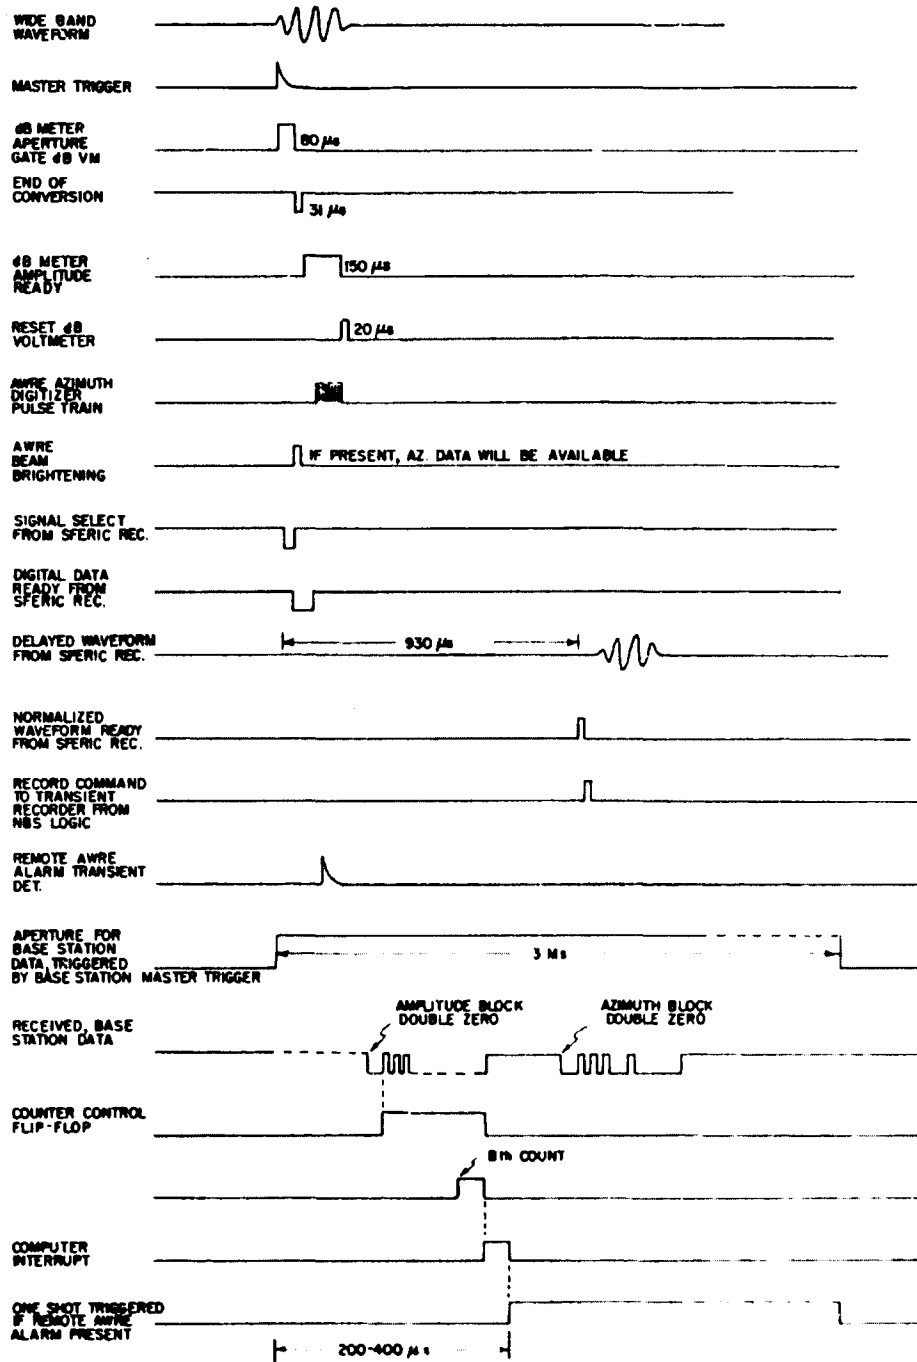 WIDE BAND
WAVEFORM
MASTER TRIGGER
dB METER
APERTURE
GATE dB VM
80 μs
END OF
CONVERSION
31 μs
dB METER
AMPLITUDE
READY
150 μs
RESET dB
VOLTMETER
20 μs
AWRE AZIMUTH
DIGITIZER
PULSE TRAIN
AWRE
BEAM
BRIGHTENING
IF PRESENT, AZ. DATA WILL BE AVAILABLE
SIGNAL SELECT
FROM SFERIC REC.
DIGITAL DATA
READY FROM
SFERIC REC.
DELAYED WAVEFORM
FROM SFERIC REC.
930 μs
NORMALIZED
WAVEFORM READY
FROM SFERIC REC.
RECORD COMMAND
TO TRANSIENT
RECORDER FROM
NBS LOGIC
REMOTE AWRE
ALARM TRANSIENT
DET.
APERTURE FOR
BASE STATION
DATA, TRIGGERED
BY BASE STATION MASTER TRIGGER
3 Ms
RECEIVED, BASE
STATION DATA
AMPLITUDE BLOCK
DOUBLE ZERO
AZIMUTH BLOCK
DOUBLE ZERO
COUNTER CONTROL
FLIP-FLOP
8th COUNT
COMPUTER
INTERRUPT
ONE SHOT TRIGGERED
IF REMOTE AWRE
ALARM PRESENT
200-400 μs